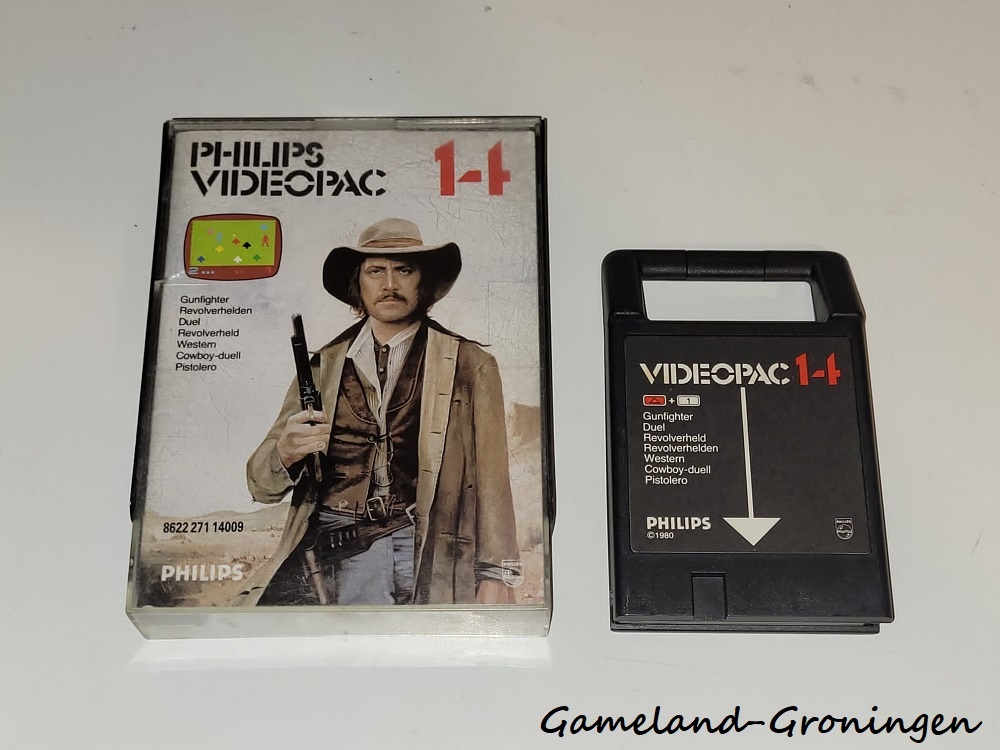 PHILIPS
VIDEOPAC
14
Gunfighter
Revolverhelden
Duel
Revolverheld
Western
Cowboy-duell
Pistolero
8622 271 14009
PHILIPS
VIDEOPAC 14
+ 1
Gunfighter
Duel
Revolverheld
Revolverhelden
Western
Cowboy-duell
Pistolero
PHILIPS
©1980
Gameland-Groningen